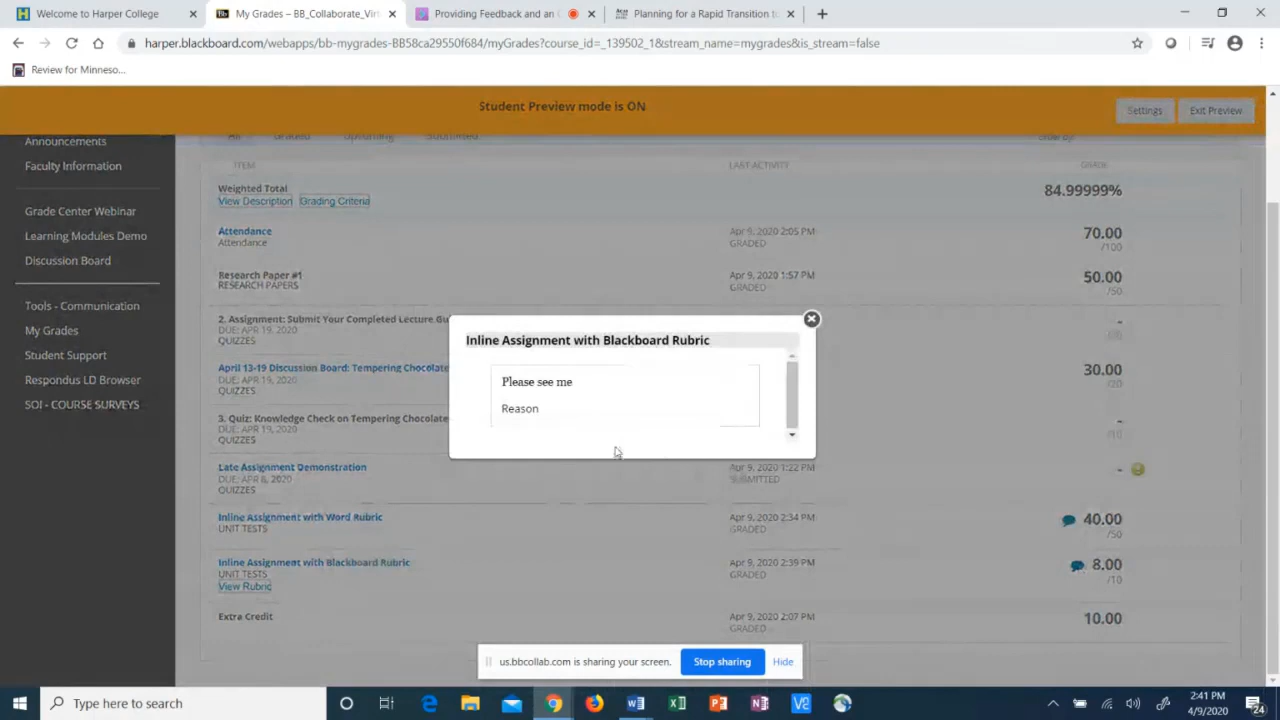 Welcome to Harper College
My Grades – BB_Collaborate_Virt
Providing Feedback and an
Planning for a Rapid Transition to
harper.blackboard.com/webapps/bb-mygrades-BB58ca29550f684/myGrades?course_id=_139502_1&stream_name=mygrades&is_stream=false
Review for Minneso...
Student Preview mode is ON
Settings
Exit Preview
Announcements
Faculty Information
Grade Center Webinar
Learning Modules Demo
Discussion Board
Tools - Communication
My Grades
Student Support
Respondus LD Browser
SOI - COURSE SURVEYS
All Graded Upcoming Submitted
Order by:
ITEM LAST ACTIVITY GRADE
Weighted Total
View Description Grading Criteria
84.99999%
Attendance
Attendance
Apr 9, 2020 2:05 PM
GRADED
70.00
/100
Research Paper #1
RESEARCH PAPERS
Apr 9, 2020 1:57 PM
GRADED
50.00
/50
2. Assignment: Submit Your Completed Lecture Gu
DUE: APR 19, 2020
QUIZZES
-
April 13-19 Discussion Board: Tempering Chocolate
DUE: APR 19, 2020
QUIZZES
30.00
/20
3. Quiz: Knowledge Check on Tempering Chocolate
DUE: APR 19, 2020
QUIZZES
-
/10
Late Assignment Demonstration
DUE: APR 8, 2020
QUIZZES
Apr 9, 2020 1:22 PM
SUBMITTED
-
Inline Assignment with Word Rubric
UNIT TESTS
Apr 9, 2020 2:34 PM
GRADED
40.00
/50
Inline Assignment with Blackboard Rubric
UNIT TESTS
View Rubric
Apr 9, 2020 2:39 PM
GRADED
8.00
/10
Extra Credit
Apr 9, 2020 2:07 PM
GRADED
10.00
Inline Assignment with Blackboard Rubric
Please see me
Reason
us.bbcollab.com is sharing your screen.
Stop sharing
Hide
Type here to search
2:41 PM
4/9/2020
24